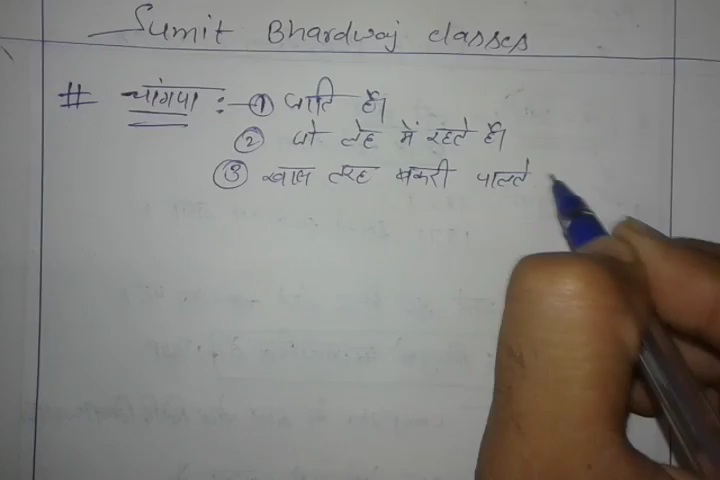 Sumit Bhardwaj classes
# चांगपा :- ① जाति है।
② जो लेह में रहते है।
③ खास तरह बकरी पालते